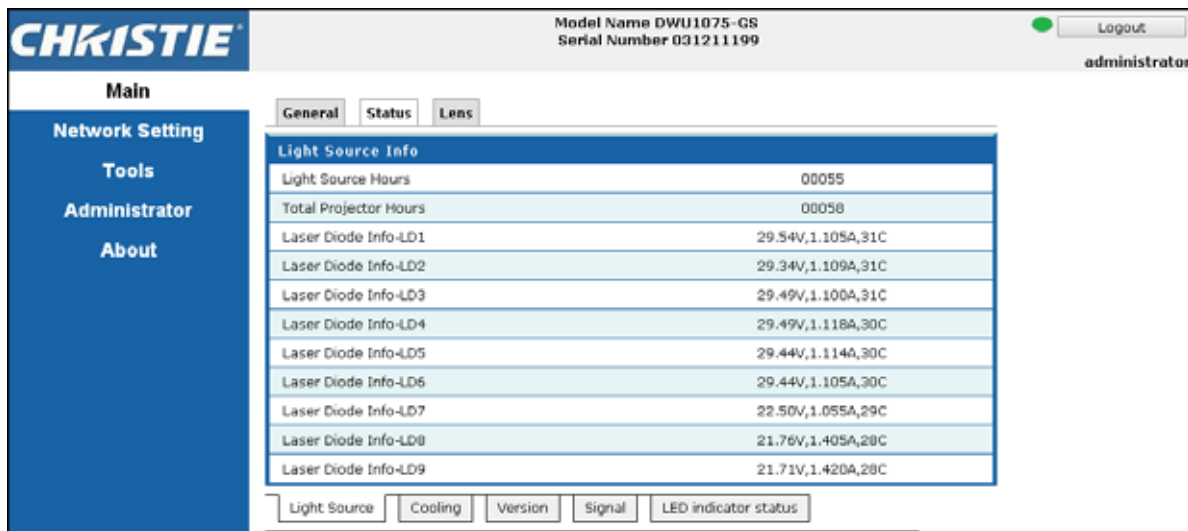 CHRISTIE
Model Name DWU1075-GS
Serial Number 031211199
Logout
administrator
Main
Network Setting
Tools
Administrator
About
General Status Lens
Light Source Info
Light Source Hours 00055
Total Projector Hours 00058
Laser Diode Info-LD1 29.54V,1.105A,31C
Laser Diode Info-LD2 29.34V,1.109A,31C
Laser Diode Info-LD3 29.49V,1.100A,31C
Laser Diode Info-LD4 29.49V,1.118A,30C
Laser Diode Info-LD5 29.44V,1.114A,30C
Laser Diode Info-LD6 29.44V,1.105A,30C
Laser Diode Info-LD7 22.50V,1.055A,29C
Laser Diode Info-LD8 21.76V,1.405A,28C
Laser Diode Info-LD9 21.71V,1.420A,28C
Light Source Cooling Version Signal LED indicator status